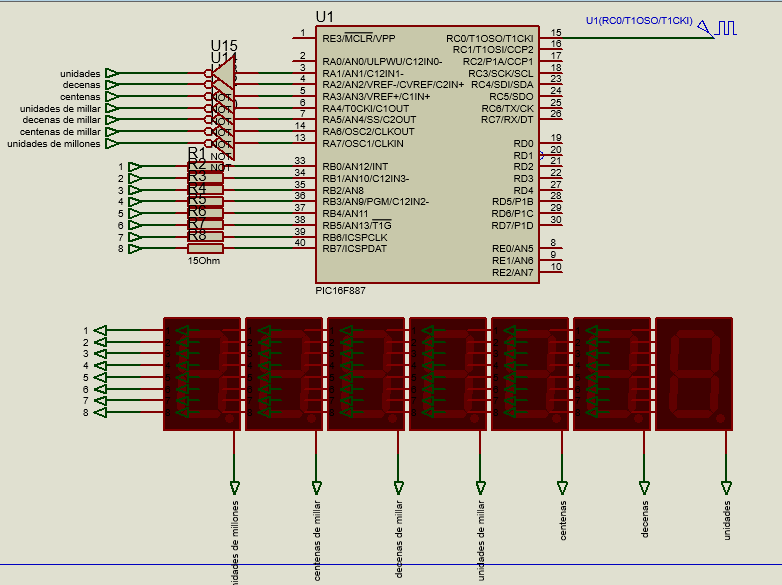 U1
U1(RC0/T1OSO/T1CKI)
1 RE3/MCLR/VPP
RC0/T1OSO/T1CKI 15
RC1/T1OSI/CCP2 16
2 RA0/AN0/ULPWU/C12IN0-
RC2/P1A/CCP1 17
3 RA1/AN1/C12IN1-
RC3/SCK/SCL 18
4 RA2/AN2/VREF-/CVREF/C2IN+
RC4/SDI/SDA 23
5 RA3/AN3/VREF+/C1IN+
RC5/SDO 24
6 RA4/T0CKI/C1OUT
RC6/TX/CK 25
7 RA5/AN4/SS/C2OUT
RC7/RX/DT 26
14 RA6/OSC2/CLKOUT
13 RA7/OSC1/CLKIN
RD0 19
RD1 20
33 RB0/AN12/INT
RD2 21
34 RB1/AN10/C12IN3-
RD3 22
35 RB2/AN8
RD4 27
36 RB3/AN9/PGM/C12IN2-
RD5/P1B 28
37 RB4/AN11
RD6/P1C 29
38 RB5/AN13/T1G
RD7/P1D 30
39 RB6/ICSPCLK
40 RB7/ICSPDAT
RE0/AN5 8
RE1/AN6 9
RE2/AN7 10
PIC16F887
U15
unidades
decenas
centenas
unidades de millar
decenas de millar
centenas de millar
unidades de millones
NOT
NOT
NOT
NOT
NOT
NOT
R1
R2
R3
R4
R5
R6
R7
R8
1
2
3
4
5
6
7
8
15Ohm
1
2
3
4
5
6
7
8
centenas de millar
decenas de millar
unidades de millar
centenas
decenas
unidades